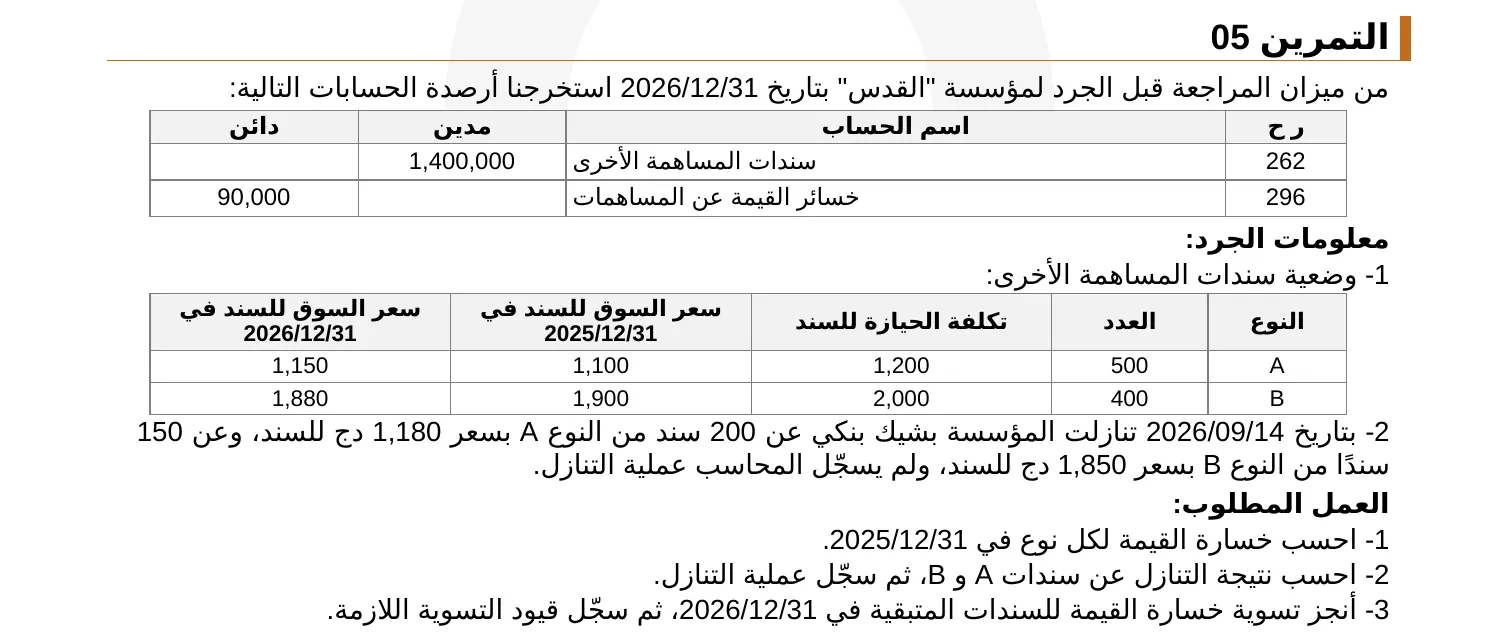 التمرين 05
من ميزان المراجعة قبل الجرد لمؤسسة "القدس" بتاريخ 2026/12/31 استخرجنا أرصدة الحسابات التالية:
ر ح اسم الحساب مدين دائن
262 سندات المساهمة الأخرى 1,400,000
296 خسائر القيمة عن المساهمات 90,000
معلومات الجرد:
1- وضعية سندات المساهمة الأخرى:
النوع العدد تكلفة الحيازة للسند سعر السوق للسند في 2025/12/31 سعر السوق للسند في 2026/12/31
A 500 1,200 1,100 1,150
B 400 2,000 1,900 1,880
2- بتاريخ 2026/09/14 تنازلت المؤسسة بشيك بنكي عن 200 سند من النوع A بسعر 1,180 دج للسند، وعن 150
سندًا من النوع B بسعر 1,850 دج للسند، ولم يسجّل المحاسب عملية التنازل.
العمل المطلوب:
1- احسب خسارة القيمة لكل نوع في 2025/12/31.
2- احسب نتيجة التنازل عن سندات A و B، ثم سجّل عملية التنازل.
3- أنجز تسوية خسارة القيمة للسندات المتبقية في 2026/12/31، ثم سجّل قيود التسوية اللازمة.